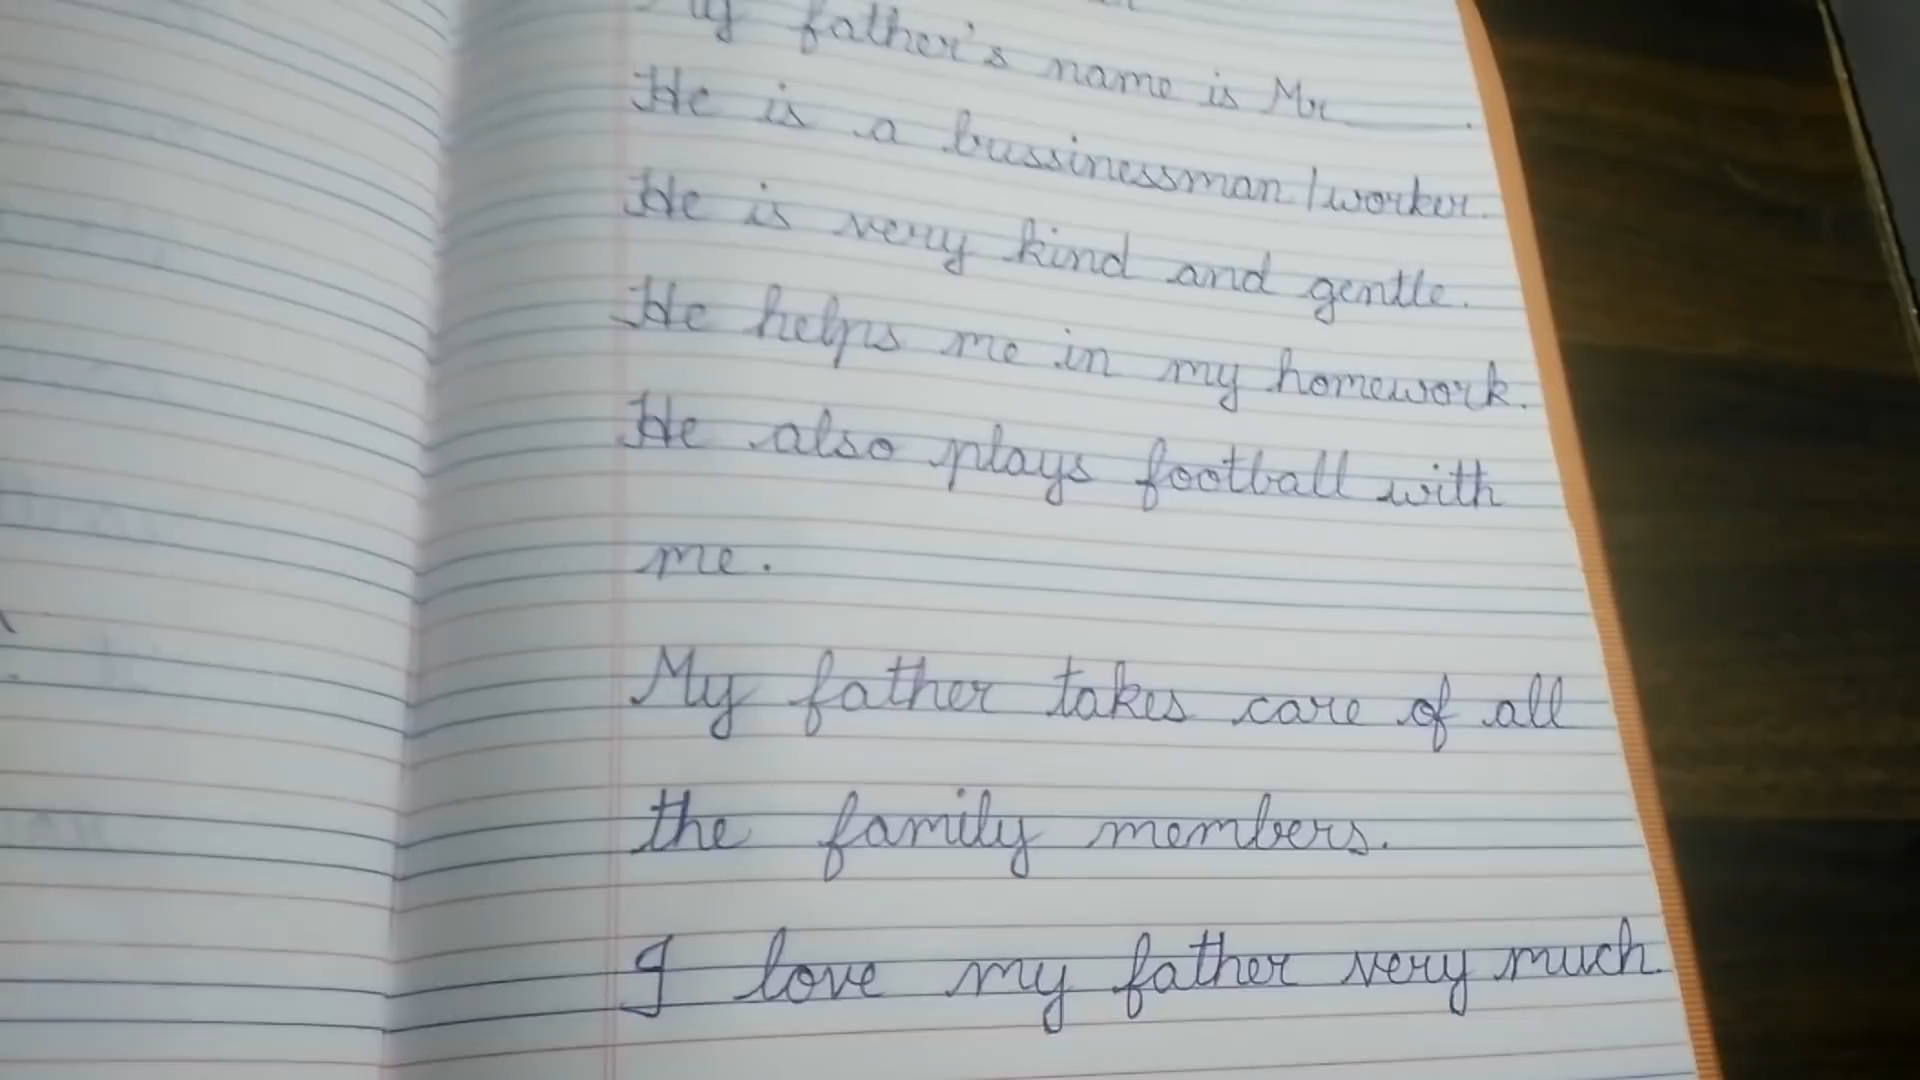 My father's name is Mr____.
He is a bussinessman/worker.
He is very kind and gentle.
He helps me in my homework.
He also plays football with
me.
My father takes care of all
the family members.
I love my father very much.